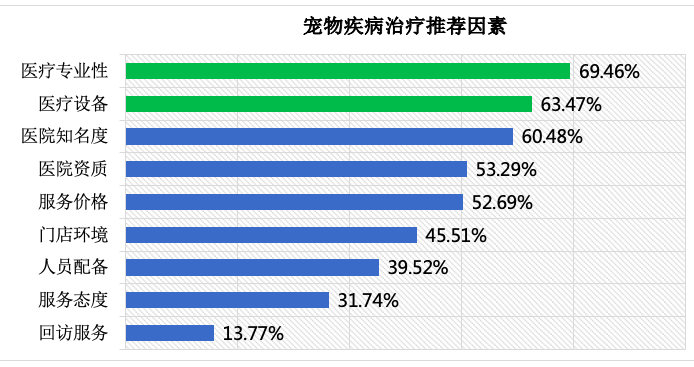 宠物疾病治疗推荐因素
医疗专业性 69.46%
医疗设备 63.47%
医院知名度 60.48%
医院资质 53.29%
服务价格 52.69%
门店环境 45.51%
人员配备 39.52%
服务态度 31.74%
回访服务 13.77%